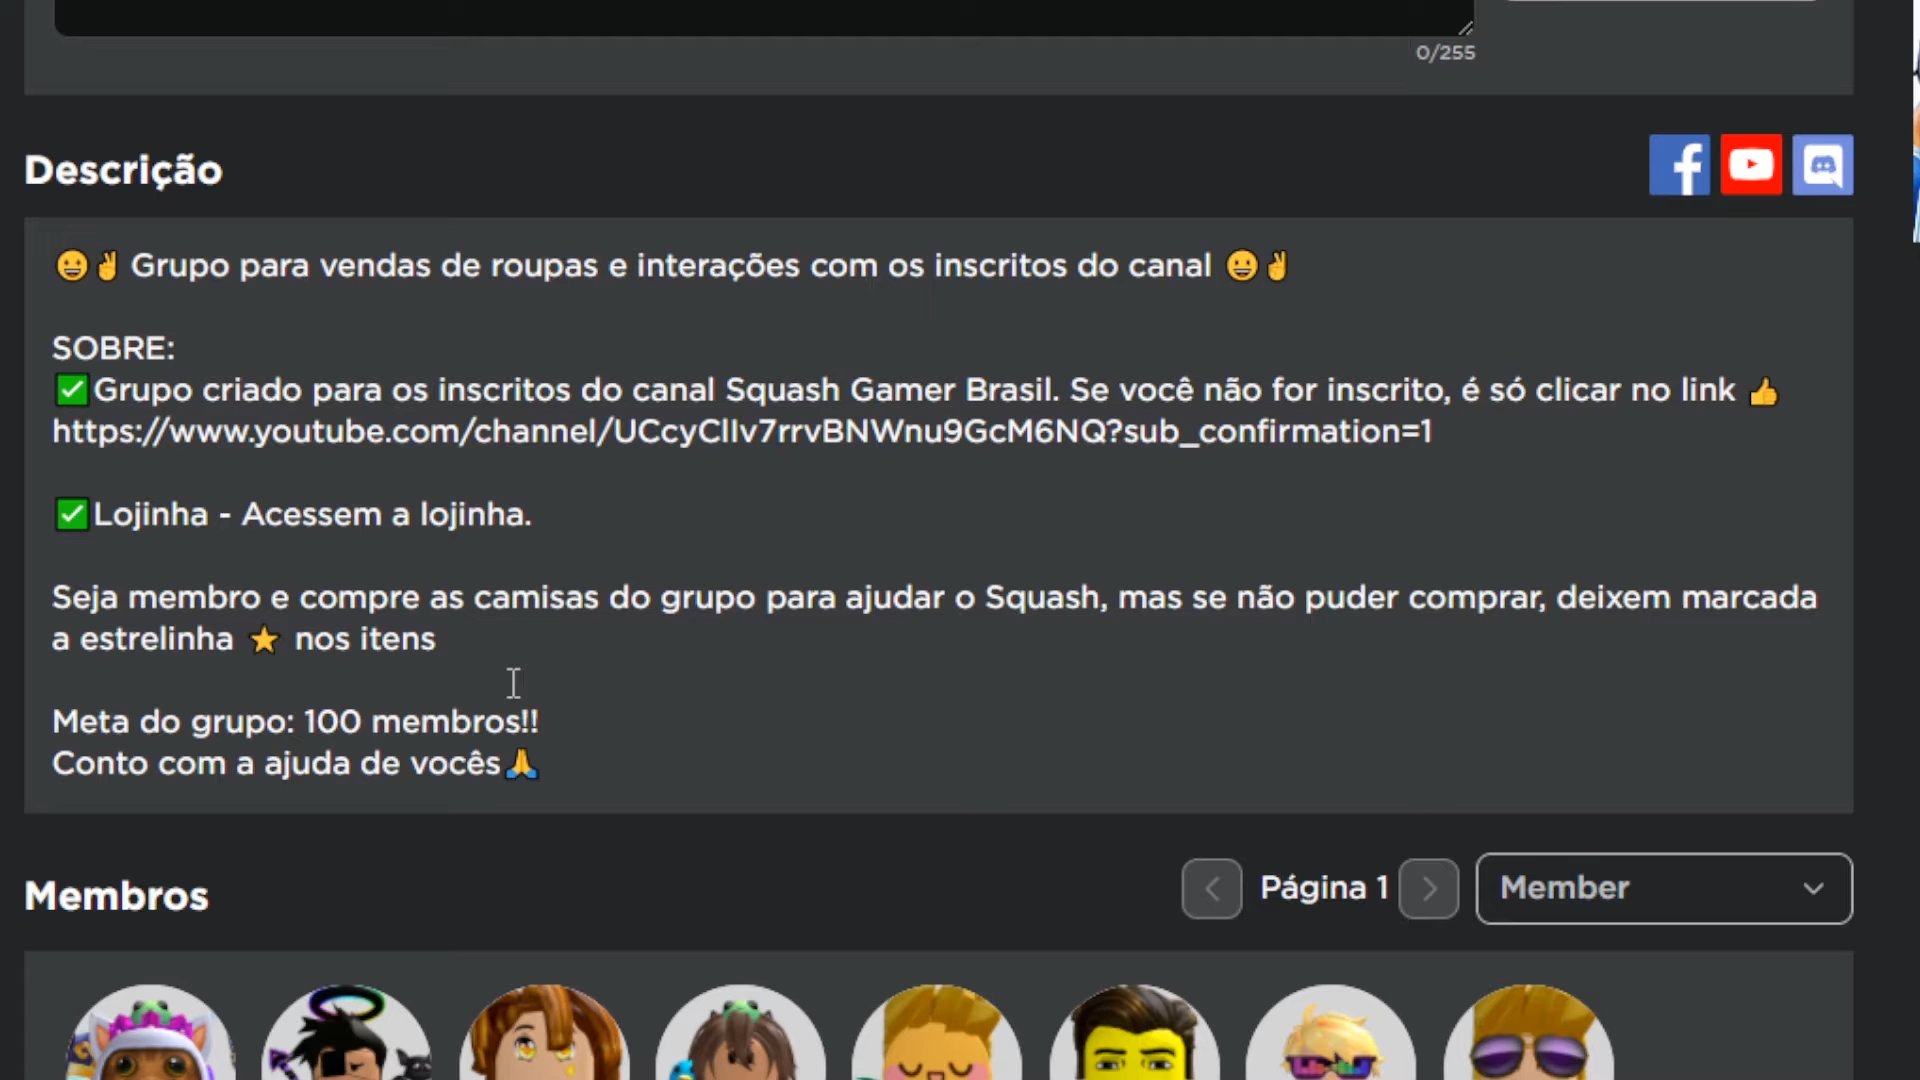 0/255
Descrição
😀✌ Grupo para vendas de roupas e interações com os inscritos do canal 😀✌
SOBRE:
✅Grupo criado para os inscritos do canal Squash Gamer Brasil. Se você não for inscrito, é só clicar no link 👍
https://www.youtube.com/channel/UCcyClIv7rrvBNWnu9GcM6NQ?sub_confirmation=1
✅Lojinha - Acessem a lojinha.
Seja membro e compre as camisas do grupo para ajudar o Squash, mas se não puder comprar, deixem marcada
a estrelinha ⭐ nos itens
Meta do grupo: 100 membros!!
Conto com a ajuda de vocês🙏
Membros
Página 1
Member